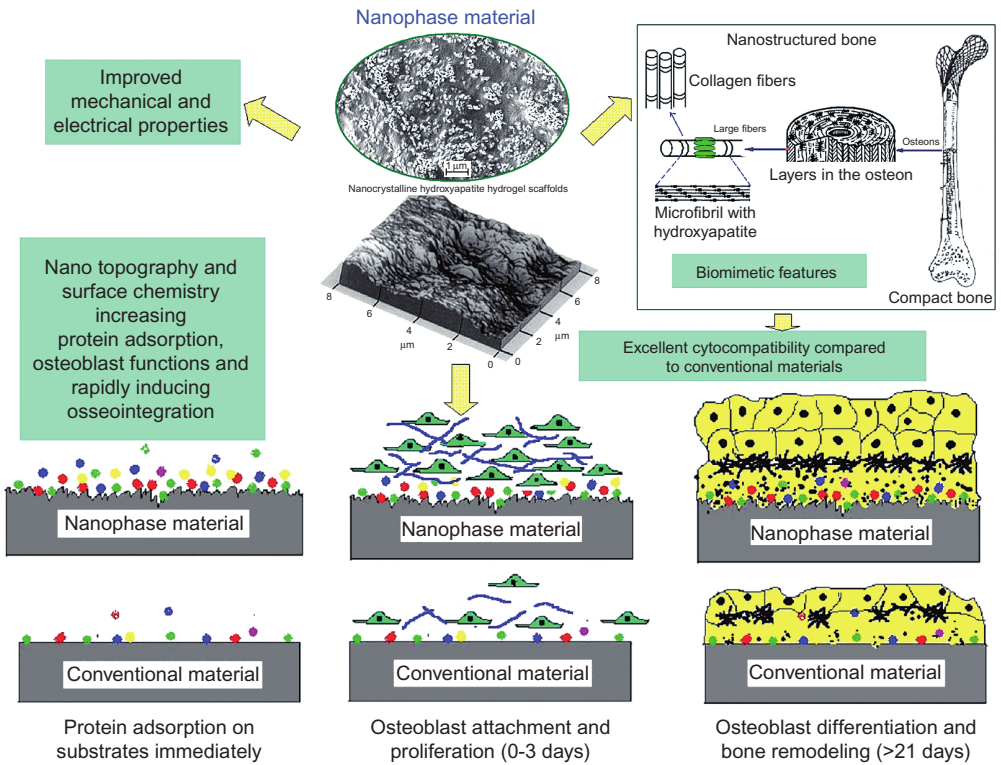 Nanophase material
Improved
mechanical and
electrical properties
1 μm
Nanocrystalline hydroxyapatite hydrogel scaffolds
Nanostructured bone
Collagen fibers
Large fibers
Osteons
Layers in the osteon
Microfibril with
hydroxyapatite
Biomimetic features
Compact bone
8
6
4
μm
2
0
0
2
μm
4
6
8
Nano topography and
surface chemistry
increasing
protein adsorption,
osteoblast functions and
rapidly inducing
osseointegration
Excellent cytocompatibility compared
to conventional materials
Nanophase material
Nanophase material
Nanophase material
Conventional material
Conventional material
Conventional material
Protein adsorption on
substrates immediately
Osteoblast attachment and
proliferation (0-3 days)
Osteoblast differentiation and
bone remodeling (>21 days)